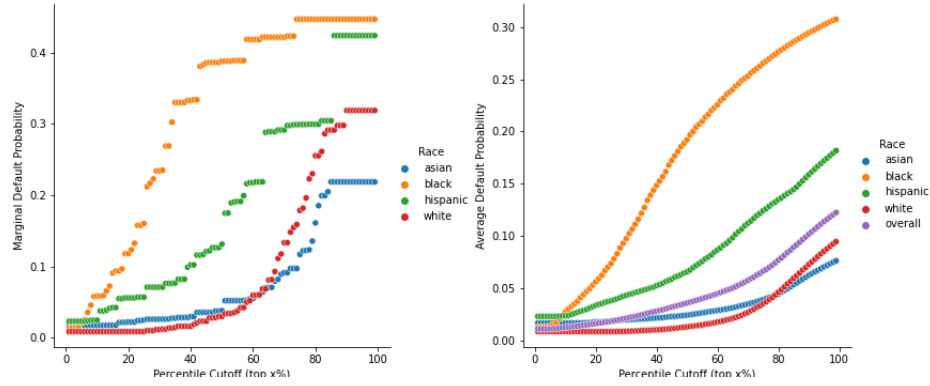 Marginal Default Probability
0.4
0.3
0.2
0.1
0.0
0 20 40 60 80 100
Percentile Cutoff (top x%)
Race
asian
black
hispanic
white
Average Default Probability
0.30
0.25
0.20
0.15
0.10
0.05
0.00
0 20 40 60 80 100
Percentile Cutoff (top x%)
Race
asian
black
hispanic
white
overall